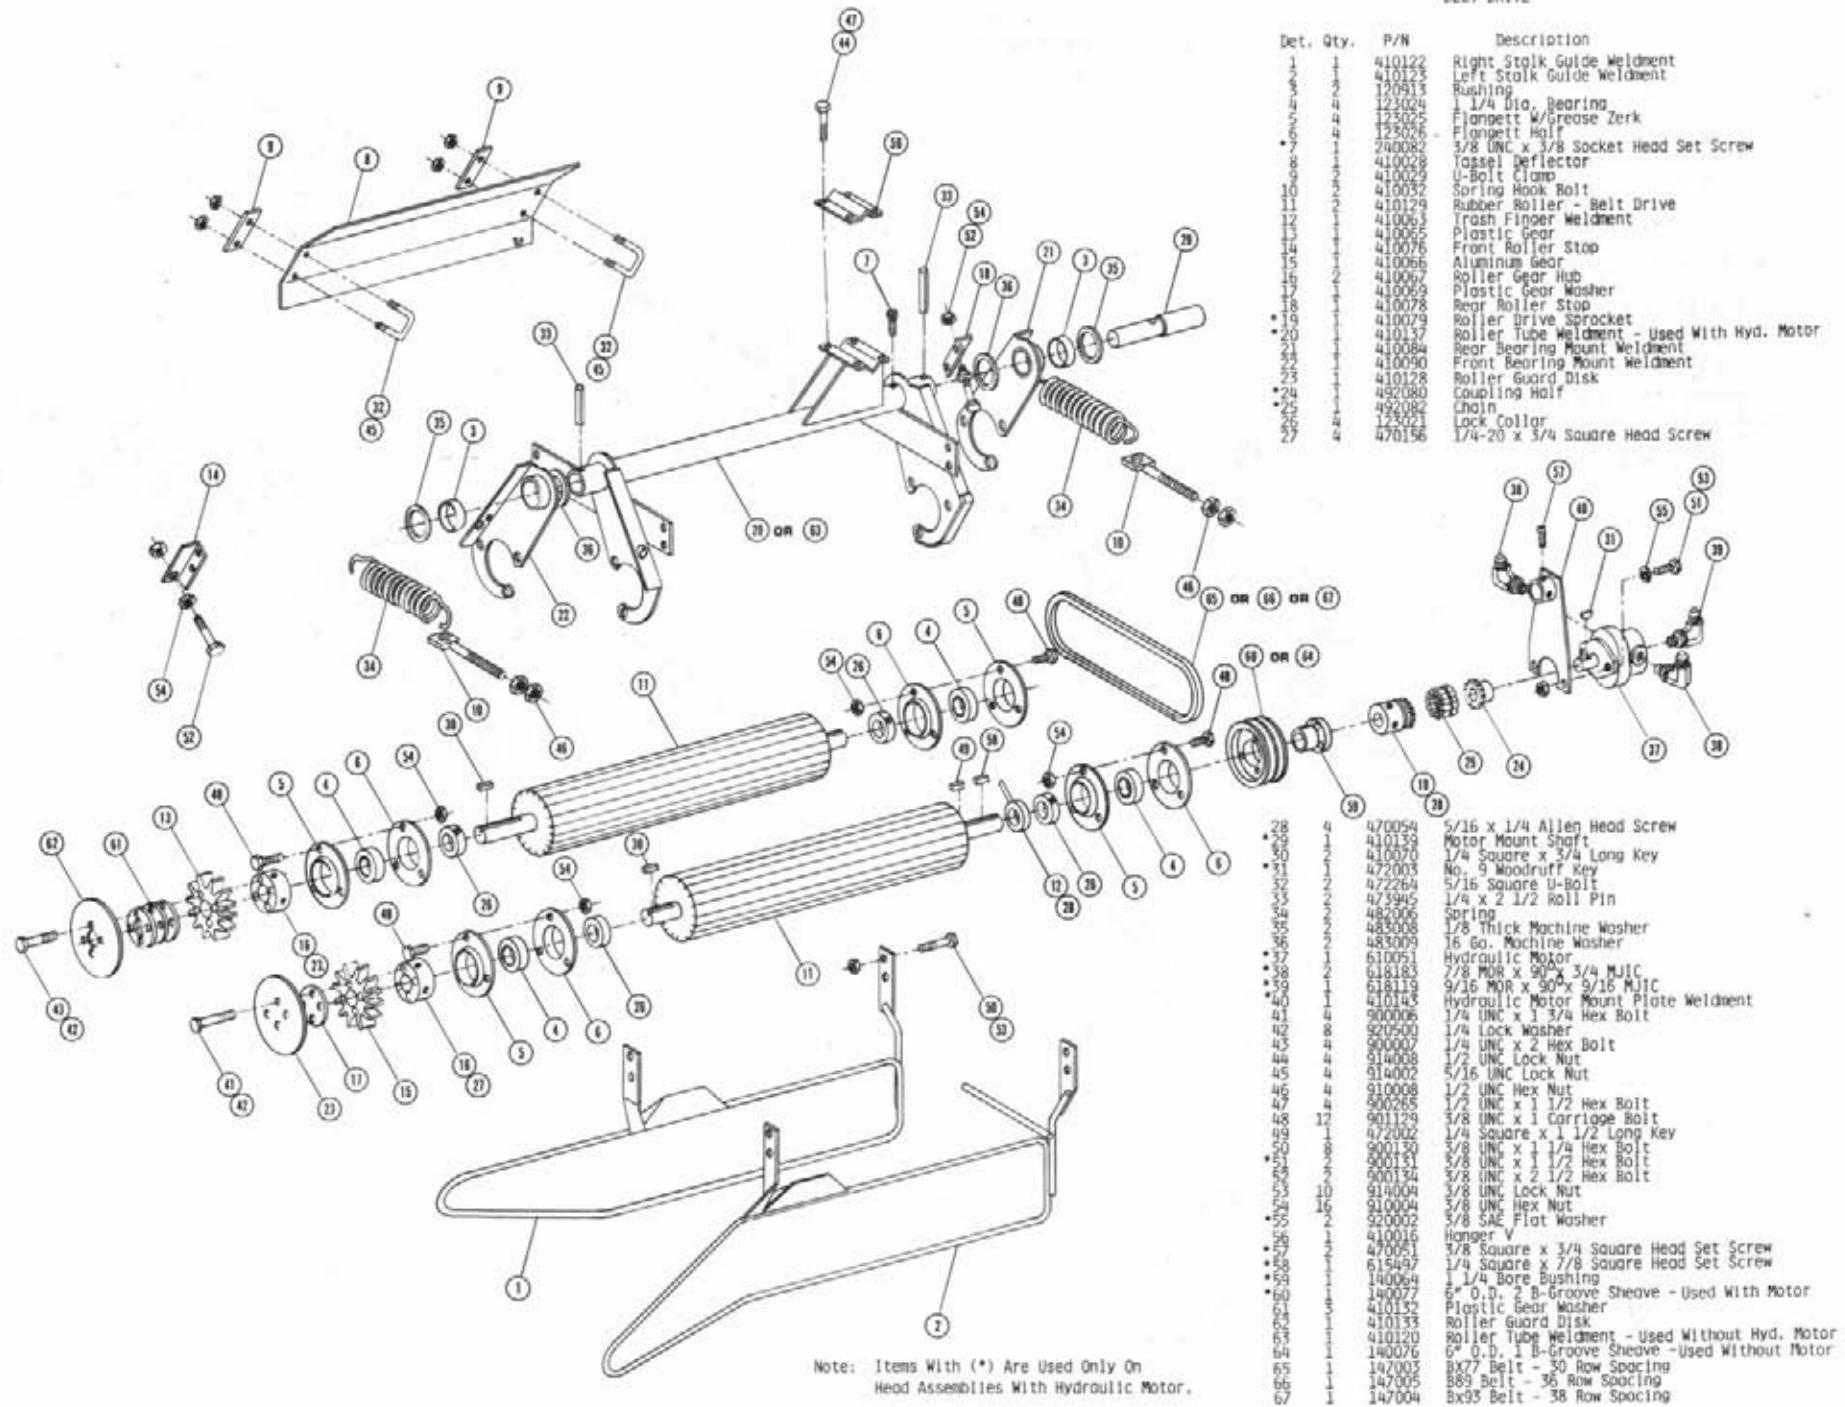 Det. Qty. P/N Description
1 1 410122 Right Stalk Guide Weldment
2 1 410123 Left Stalk Guide Weldment
3 2 120913 Bushing
4 4 123024 1 1/4 Dia. Bearing
5 4 123025 Flangett W/Grease Zerk
6 4 123026 Flangett Half
*7 1 240082 3/8 UNC x 3/8 Socket Head Set Screw
8 1 410028 Tassel Deflector
9 2 410029 U-Bolt Clamp
10 2 410032 Spring Hook Bolt
11 2 410129 Rubber Roller - Belt Drive
12 1 410063 Trash Finger Weldment
13 1 410065 Plastic Gear
14 1 410076 Front Roller Stop
15 1 410066 Aluminum Gear
16 2 410067 Roller Gear Hub
17 1 410069 Plastic Gear Washer
18 1 410078 Rear Roller Stop
*19 1 410079 Roller Drive Sprocket
*20 1 410137 Roller Tube Weldment - Used With Hyd. Motor
21 1 410084 Rear Bearing Mount Weldment
22 1 410090 Front Bearing Mount Weldment
23 1 410128 Roller Guard Disk
*24 1 492080 Coupling Half
*25 1 492082 Chain
26 4 123021 Lock Collar
27 4 470156 1/4-20 x 3/4 Square Head Screw
28 4 470054 5/16 x 1/4 Allen Head Screw
*29 1 410139 Motor Mount Shaft
30 2 410070 1/4 Square x 3/4 Long Key
*31 1 472003 No. 9 Woodruff Key
32 2 472264 5/16 Square U-Bolt
33 2 473945 1/4 x 2 1/2 Roll Pin
34 2 482006 Spring
35 2 483008 1/8 Thick Machine Washer
36 2 483009 16 Ga. Machine Washer
*37 1 610051 Hydraulic Motor
*38 2 618183 7/8 MOR x 90° x 3/4 MJIC
*39 1 618119 9/16 MOR x 90° x 9/16 MJIC
*40 1 410143 Hydraulic Motor Mount Plate Weldment
41 4 900006 1/4 UNC x 1 3/4 Hex Bolt
42 8 920500 1/4 Lock Washer
43 4 900007 1/4 UNC x 2 Hex Bolt
44 4 914008 1/2 UNC Lock Nut
45 4 914002 5/16 UNC Lock Nut
46 4 910008 1/2 UNC Hex Nut
47 4 900265 1/2 UNC x 1 1/2 Hex Bolt
48 12 901129 3/8 UNC x 1 Carriage Bolt
49 1 472002 1/4 Square x 1 1/2 Long Key
50 8 900130 3/8 UNC x 1 1/4 Hex Bolt
*51 2 900131 3/8 UNC x 1 1/2 Hex Bolt
52 2 900134 3/8 UNC x 2 1/2 Hex Bolt
53 10 914004 3/8 UNC Lock Nut
54 16 910004 3/8 UNC Hex Nut
*55 2 920002 3/8 SAE Flat Washer
56 1 410016 Hanger V
*57 2 470051 3/8 Square x 3/4 Square Head Set Screw
*58 1 615497 1/4 Square x 7/8 Square Head Set Screw
*59 1 140064 1 1/4 Bore Bushing
*60 1 140077 6" O.D. 2 B-Groove Sheave - Used With Motor
61 3 410132 Plastic Gear Washer
62 1 410133 Roller Guard Disk
63 1 410120 Roller Tube Weldment - Used Without Hyd. Motor
64 1 140076 6" O.D. 1 B-Groove Sheave - Used Without Motor
65 1 147003 BX77 Belt - 30 Row Spacing
66 1 147005 B89 Belt - 36 Row Spacing
67 1 147004 Bx93 Belt - 38 Row Spacing
20 OR 63
65 OR 66 OR 67
60 OR 64
Note: Items With (*) Are Used Only On
Head Assemblies With Hydraulic Motor.